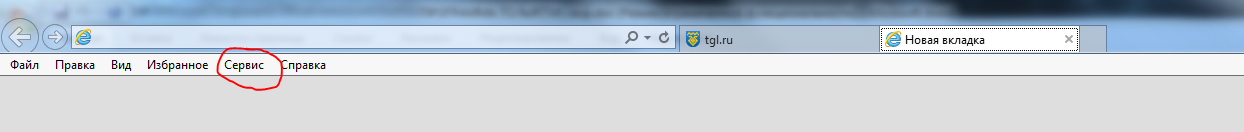 tgl.ru Новая вкладка
Файл Правка Вид Избранное Сервис Справка